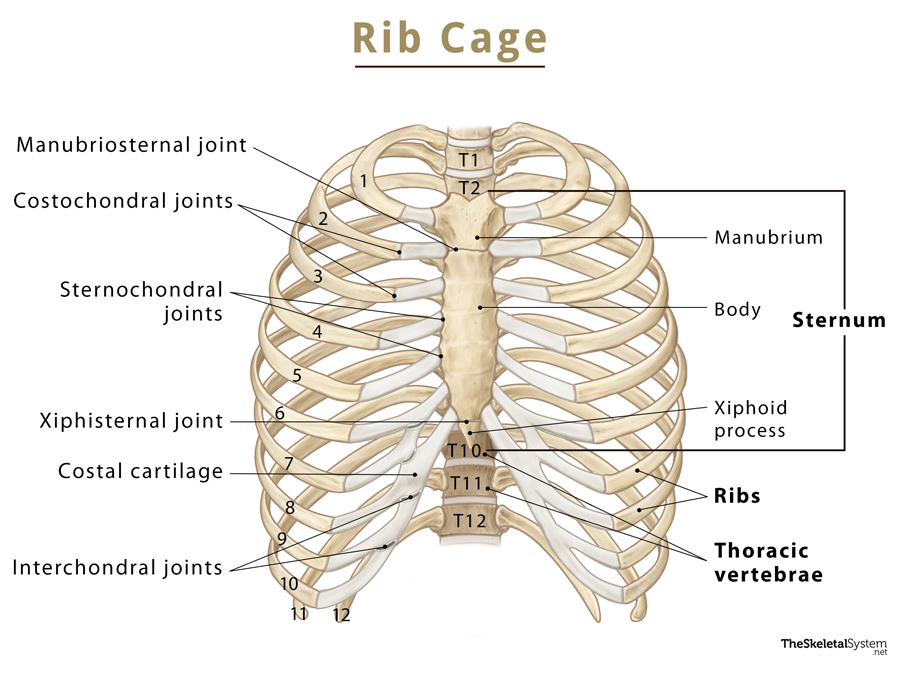 Rib Cage
Manubriosternal joint
Costochondral joints
Sternochondral
joints
Xiphisternal joint
Costal cartilage
Interchondral joints
1
2
3
4
5
6
7
8
9
10
11
12
T1
T2
T10
T11
T12
Manubrium
Body
Sternum
Xiphoid
process
Ribs
Thoracic
vertebrae
TheSkeletalSystem
.net